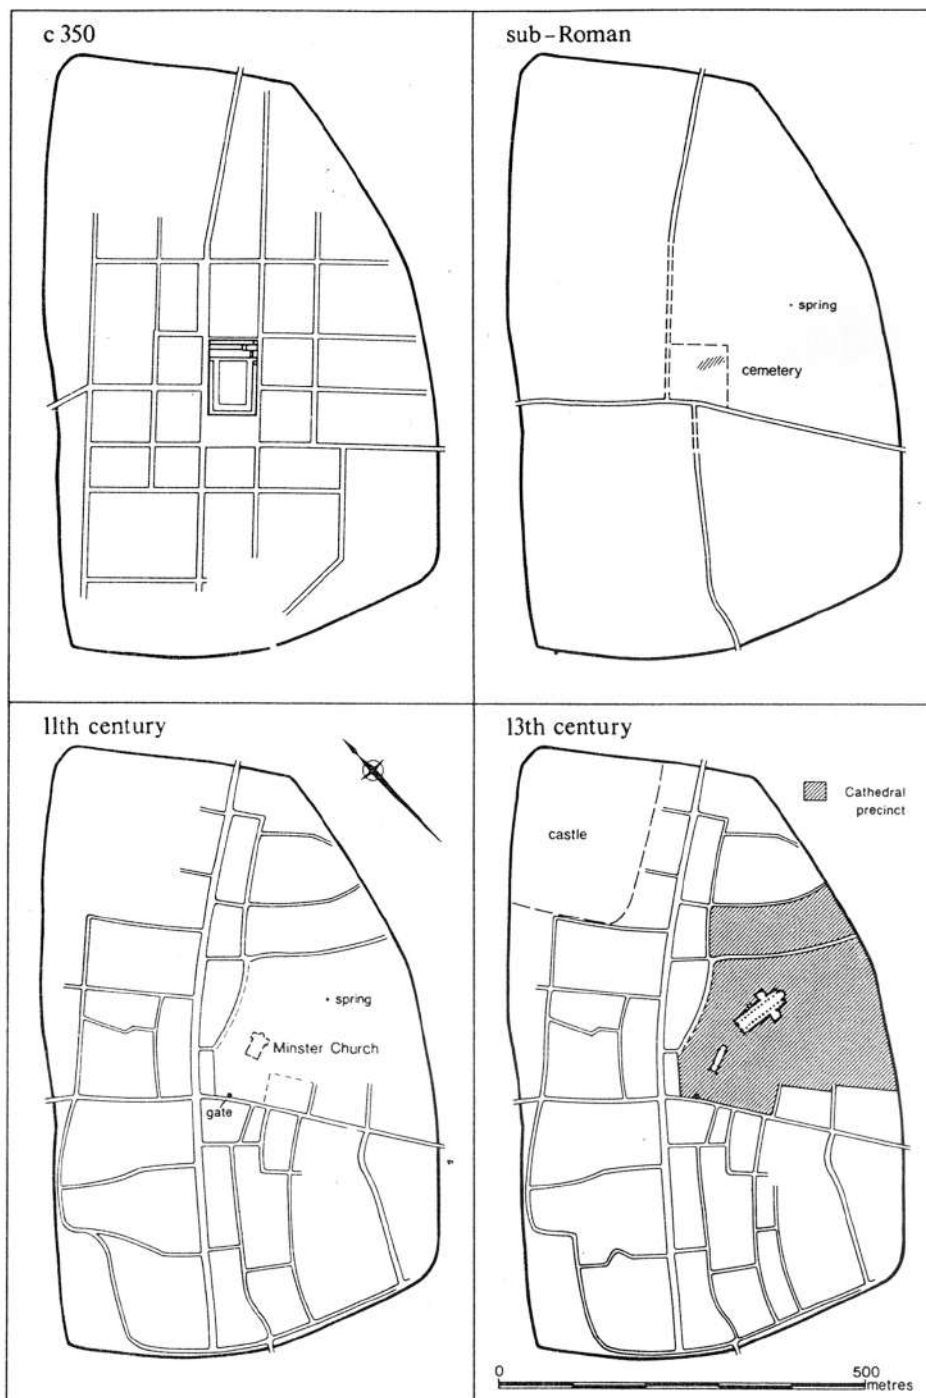 c 350
sub-Roman
spring
cemetery
11th century
spring
Minster Church
gate
13th century
castle
Cathedral
precinct
0
500
metres